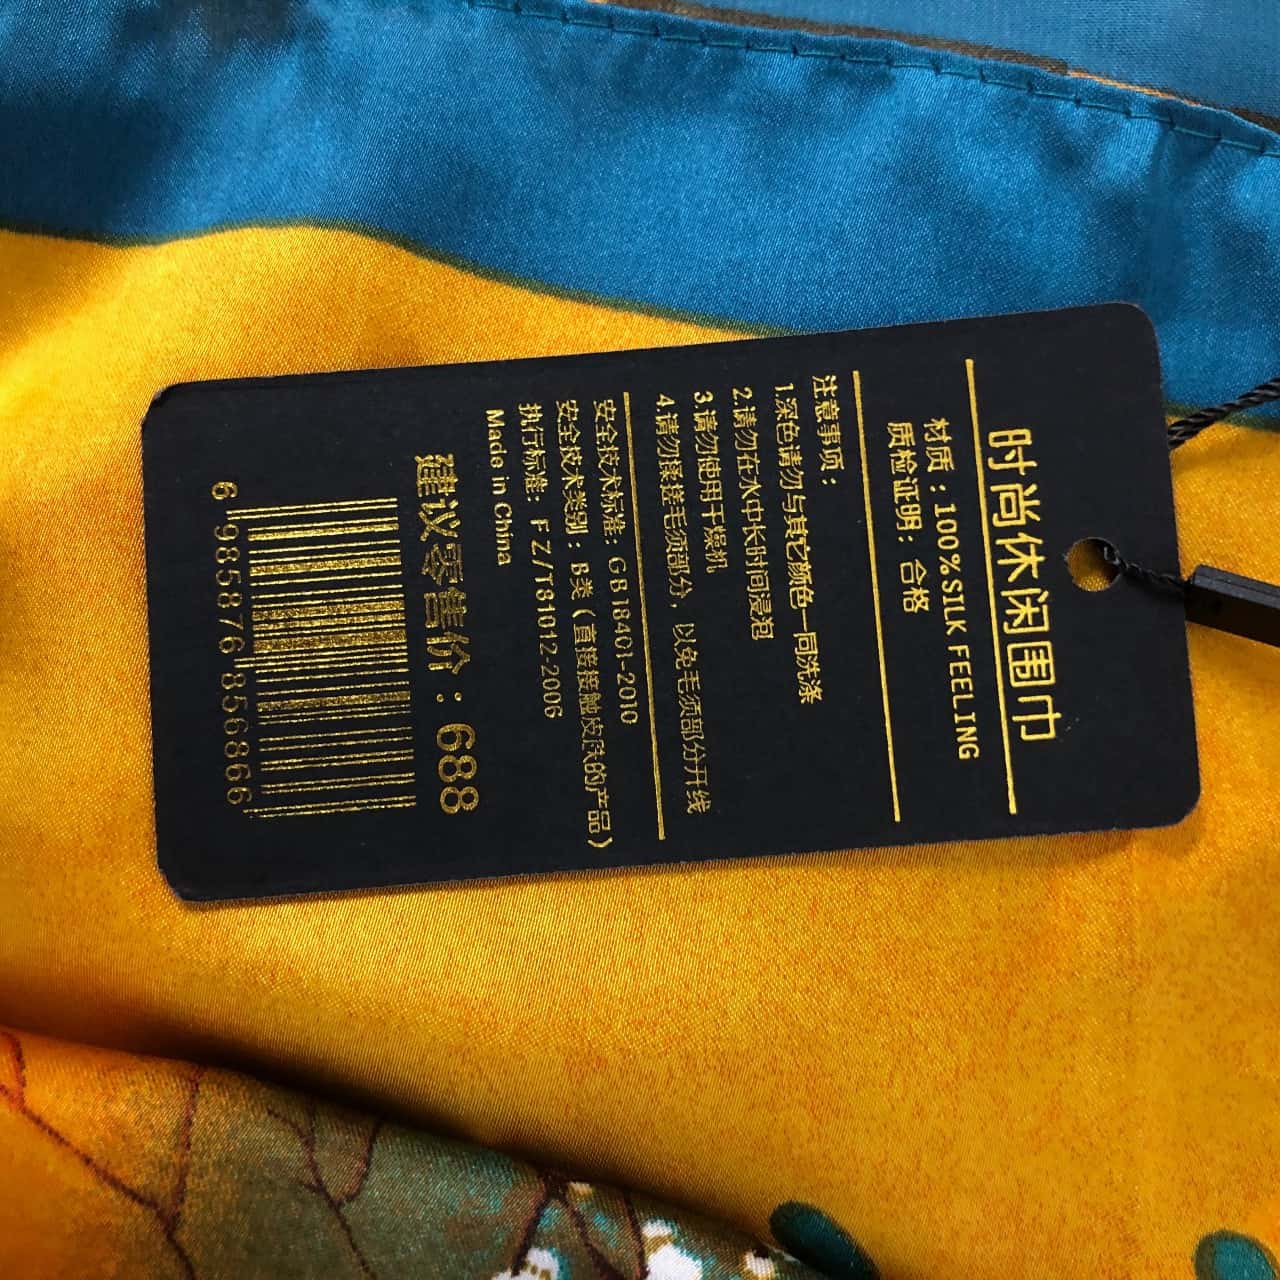 时尚休闲围巾
材质：100%SILK FEELING
质检证明：合格
注意事项：
1.深色请勿与其它颜色一同洗涤
2.请勿在水中长时间浸泡
3.请勿使用干燥机
4.请勿揉搓毛须部分，以免毛须部分开线
安全技术标准：GB18401-2010
安全技术类别：B类（直接接触皮肤的产品）
执行标准：FZ/T81012-2006
Made in China
建议零售价：688
6 985876 856866